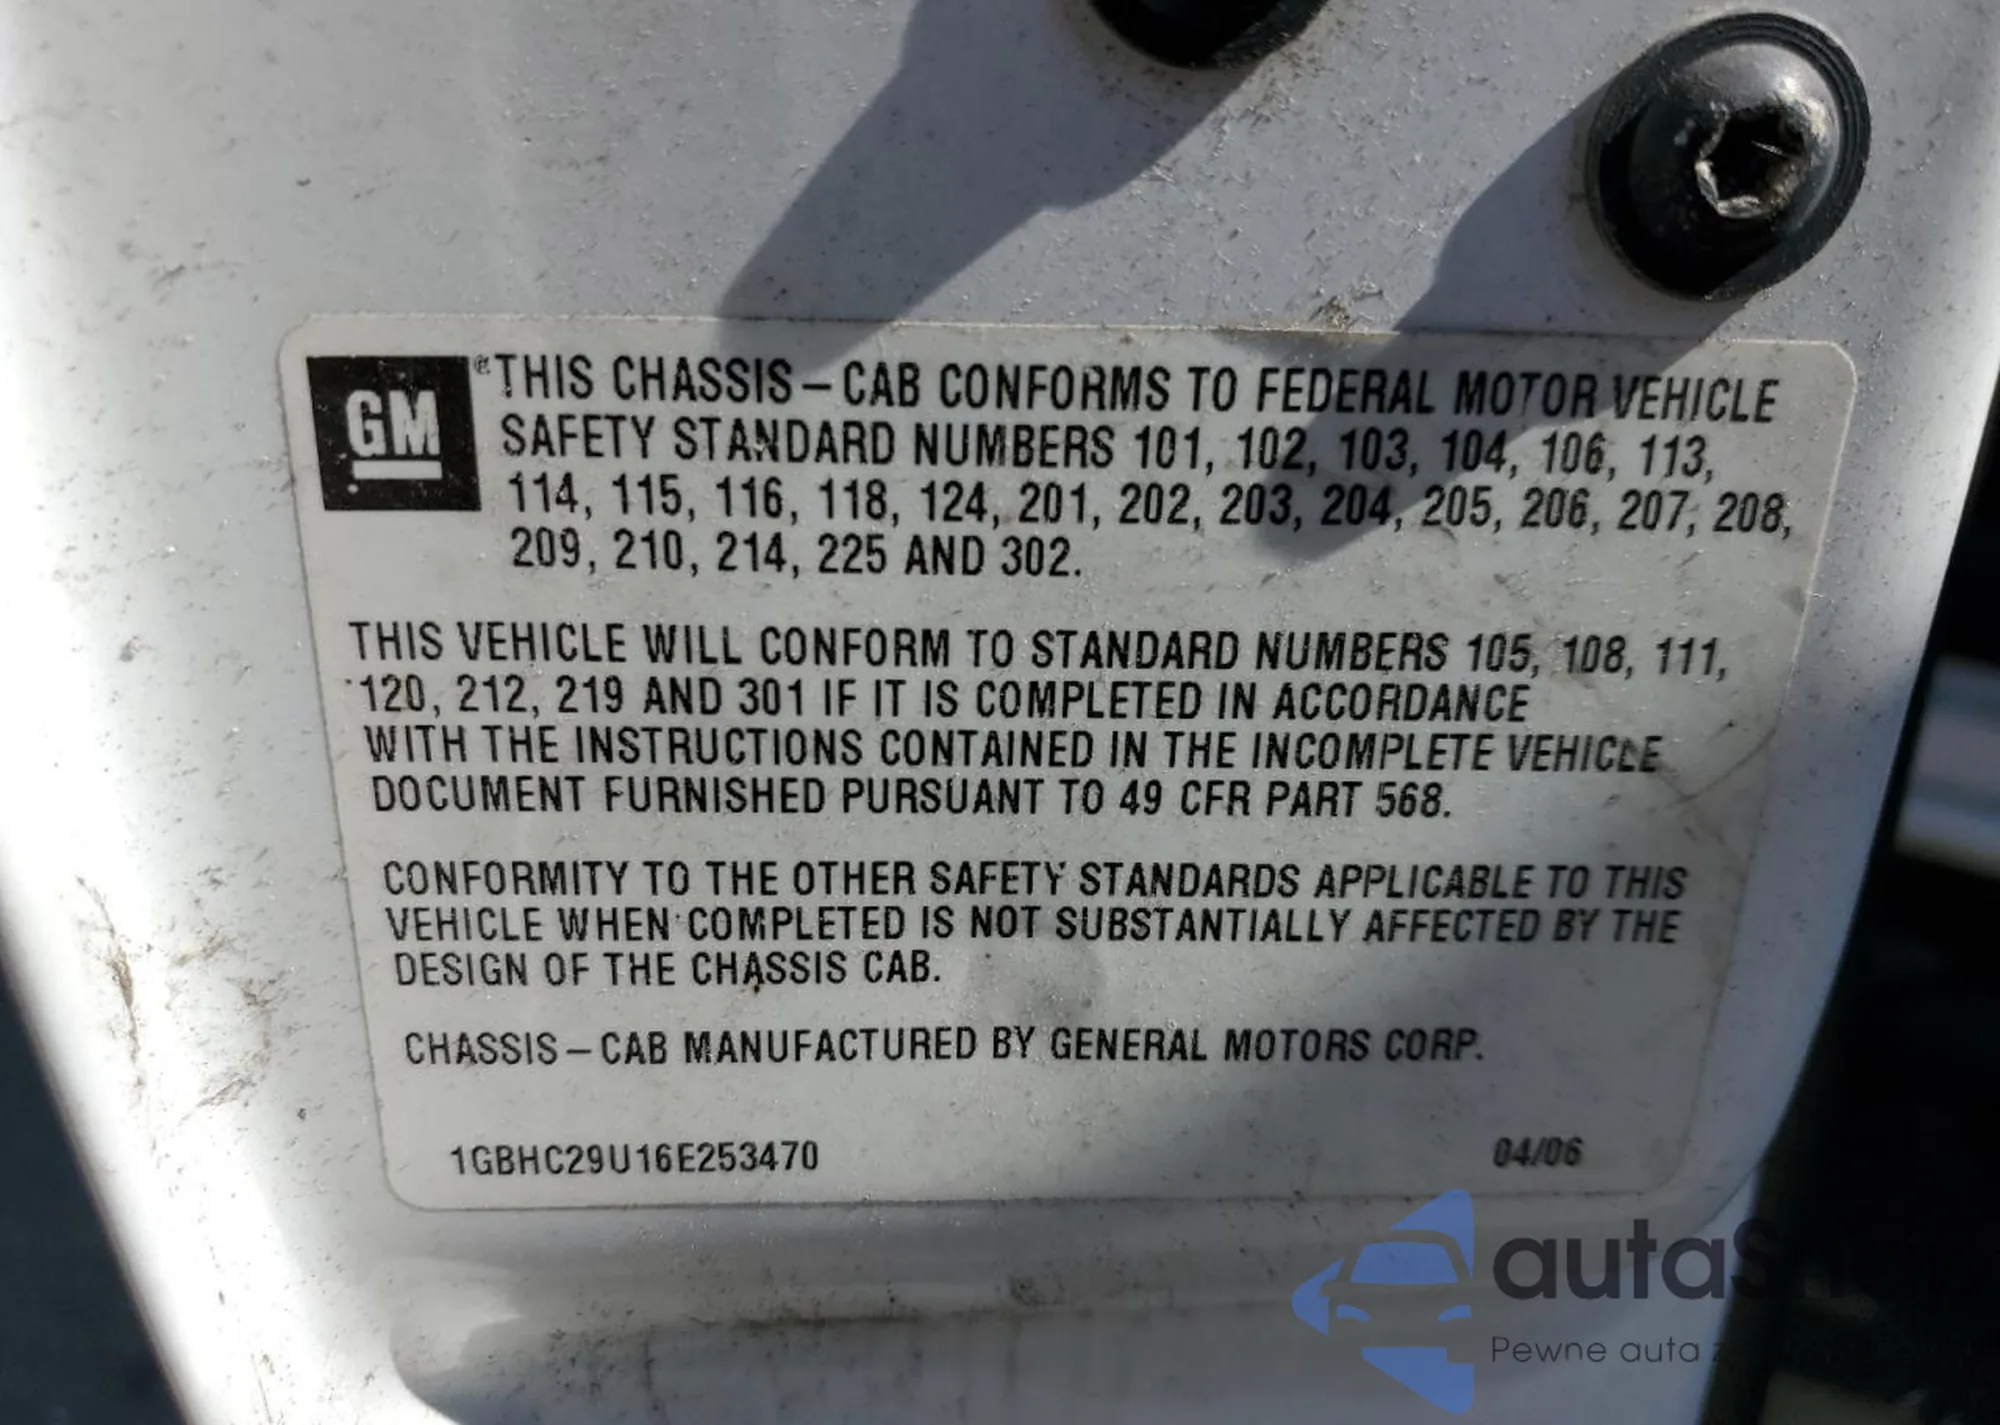 GM
®THIS CHASSIS – CAB CONFORMS TO FEDERAL MOTOR VEHICLE
SAFETY STANDARD NUMBERS 101, 102, 103, 104, 106, 113,
114, 115, 116, 118, 124, 201, 202, 203, 204, 205, 206, 207, 208,
209, 210, 214, 225 AND 302.
THIS VEHICLE WILL CONFORM TO STANDARD NUMBERS 105, 108, 111,
120, 212, 219 AND 301 IF IT IS COMPLETED IN ACCORDANCE
WITH THE INSTRUCTIONS CONTAINED IN THE INCOMPLETE VEHICLE
DOCUMENT FURNISHED PURSUANT TO 49 CFR PART 568.
CONFORMITY TO THE OTHER SAFETY STANDARDS APPLICABLE TO THIS
VEHICLE WHEN COMPLETED IS NOT SUBSTANTIALLY AFFECTED BY THE
DESIGN OF THE CHASSIS CAB.
CHASSIS – CAB MANUFACTURED BY GENERAL MOTORS CORP.
1GBHC29U16E253470 04/06
Pewne auta